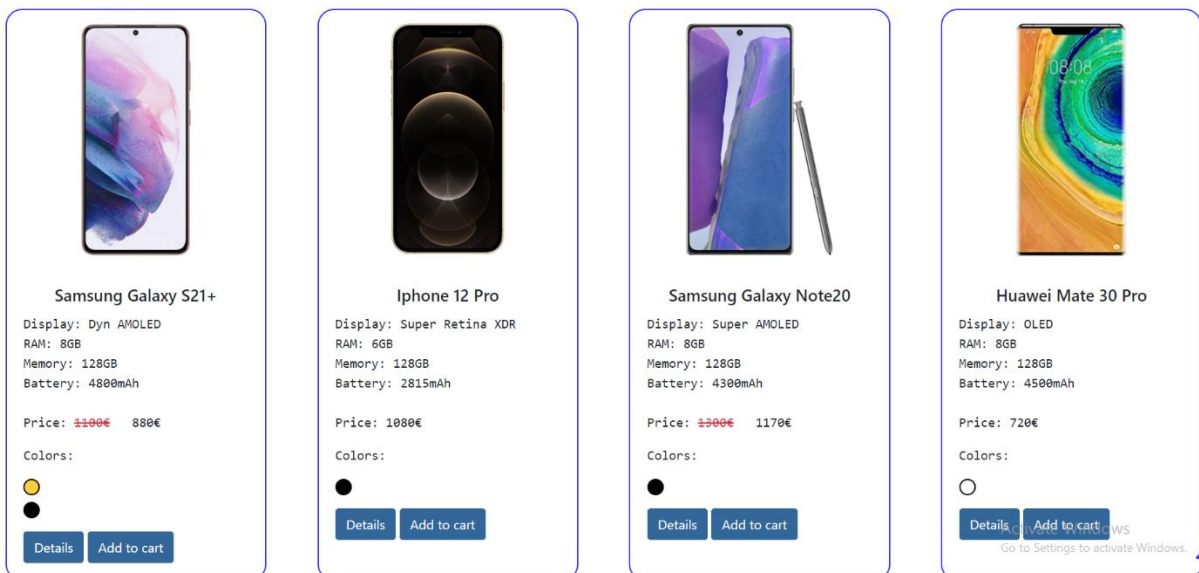 08:08
Samsung Galaxy S21+
Display: Dyn AMOLED
RAM: 8GB
Memory: 128GB
Battery: 4800mAh
Price: 1100€ 880€
Colors:
Details Add to cart
Iphone 12 Pro
Display: Super Retina XDR
RAM: 6GB
Memory: 128GB
Battery: 2815mAh
Price: 1080€
Colors:
Details Add to cart
Samsung Galaxy Note20
Display: Super AMOLED
RAM: 8GB
Memory: 128GB
Battery: 4300mAh
Price: 1300€ 1170€
Colors:
Details Add to cart
Huawei Mate 30 Pro
Display: OLED
RAM: 8GB
Memory: 128GB
Battery: 4500mAh
Price: 720€
Colors:
Details Add to cart
Activate Windows
Go to Settings to activate Windows.